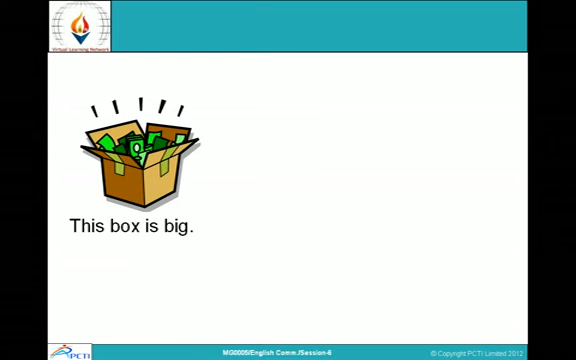 Virtual Learning Network
This box is big.
PCTI
MG0005/English Comm./Session-6
© Copyright PCTI Limited 2012